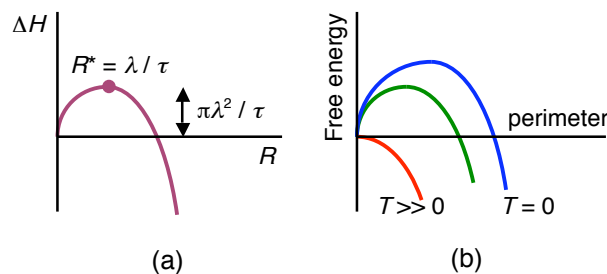 ΔH
R* = λ / τ
πλ² / τ
R
(a)
Free energy
perimeter
T >> 0
T = 0
(b)